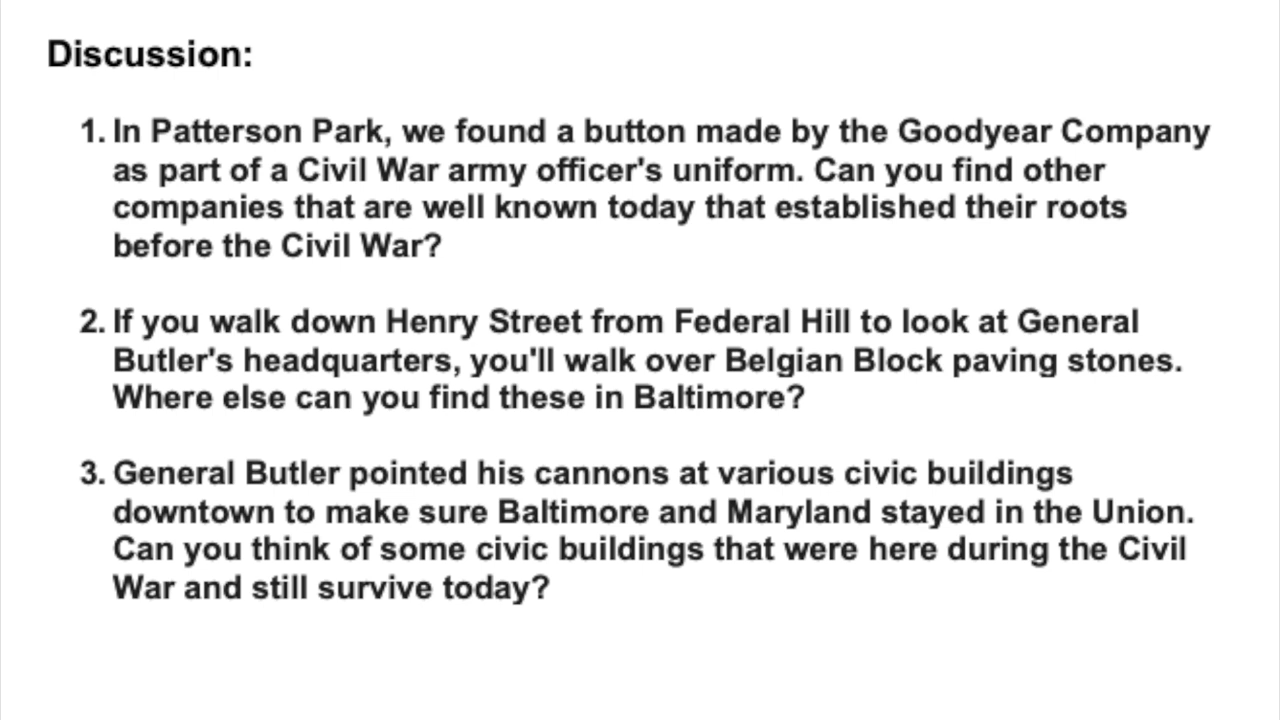 Discussion:
1. In Patterson Park, we found a button made by the Goodyear Company
as part of a Civil War army officer's uniform. Can you find other
companies that are well known today that established their roots
before the Civil War?
2. If you walk down Henry Street from Federal Hill to look at General
Butler's headquarters, you'll walk over Belgian Block paving stones.
Where else can you find these in Baltimore?
3. General Butler pointed his cannons at various civic buildings
downtown to make sure Baltimore and Maryland stayed in the Union.
Can you think of some civic buildings that were here during the Civil
War and still survive today?